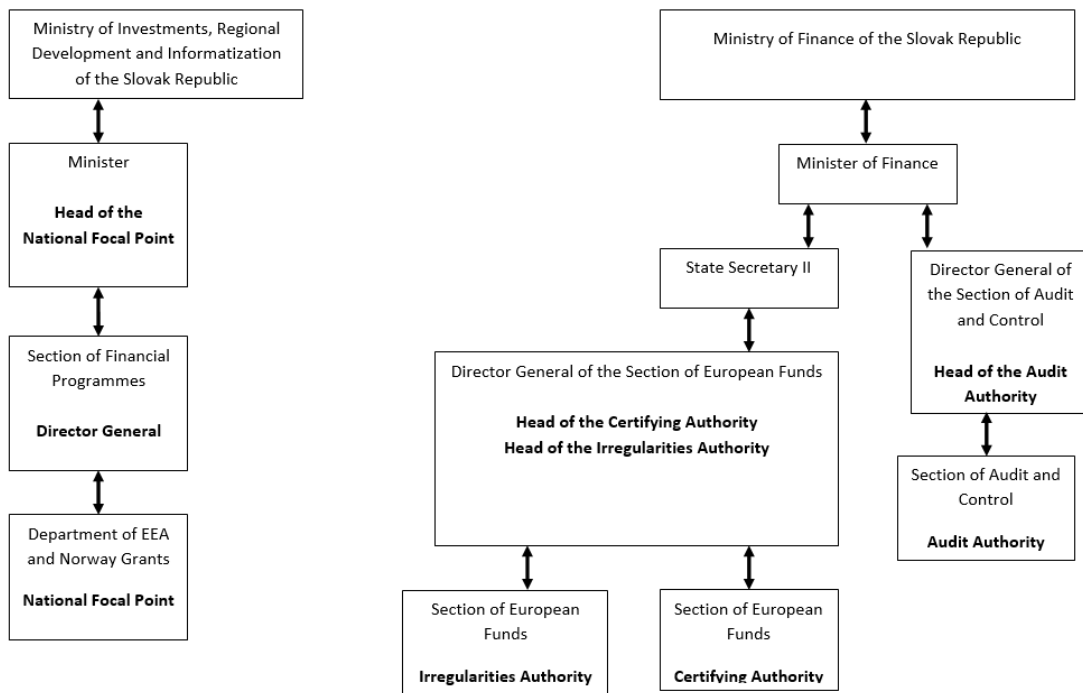 Ministry of Investments, Regional
Development and Informatization
of the Slovak Republic
Minister
Head of the
National Focal Point
Section of Financial
Programmes
Director General
Department of EEA
and Norway Grants
National Focal Point
Ministry of Finance of the Slovak Republic
Minister of Finance
State Secretary II
Director General of the Section of European Funds
Head of the Certifying Authority
Head of the Irregularities Authority
Section of European
Funds
Irregularities Authority
Section of European
Funds
Certifying Authority
Director General of
the Section of Audit
and Control
Head of the Audit
Authority
Section of Audit and
Control
Audit Authority